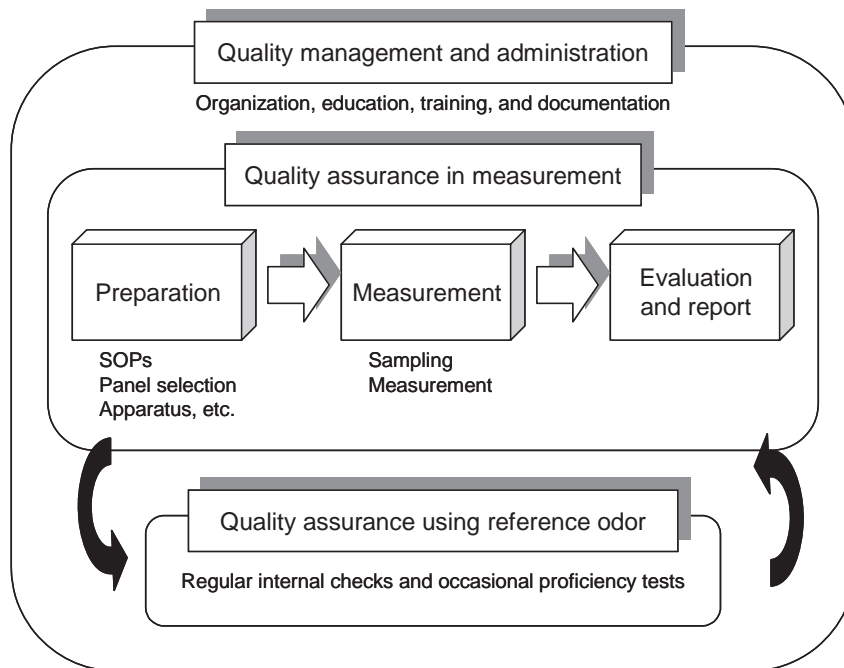 Quality management and administration
Organization, education, training, and documentation
Quality assurance in measurement
Preparation
SOPs
Panel selection
Apparatus, etc.
Measurement
Sampling
Measurement
Evaluation
and report
Quality assurance using reference odor
Regular internal checks and occasional proficiency tests